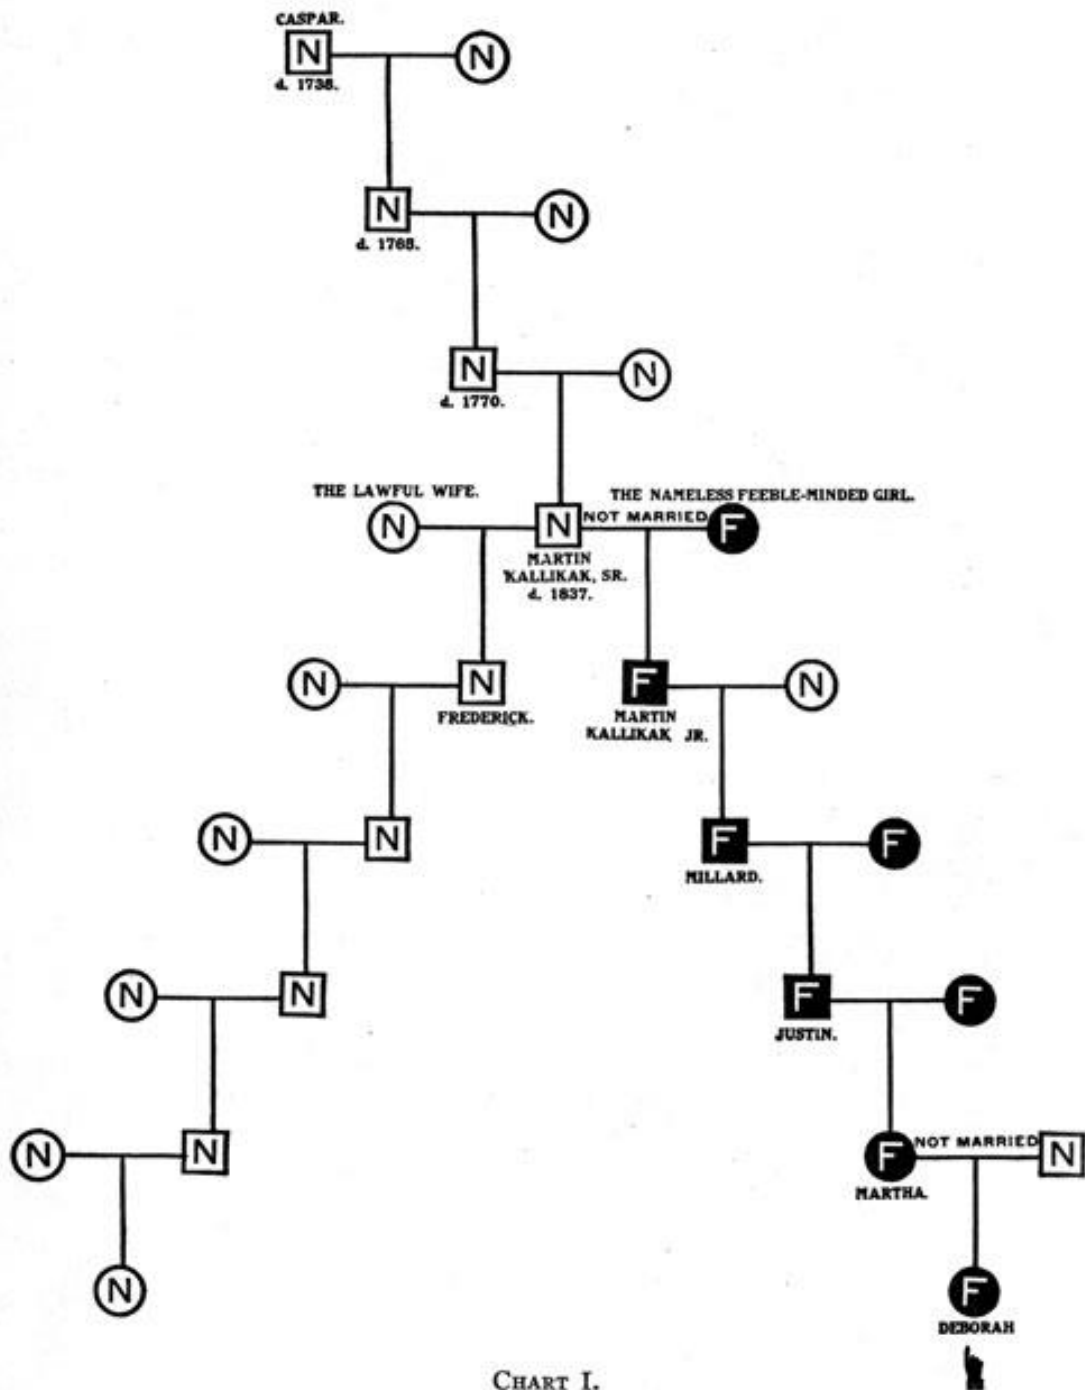 CASPAR.
N
N
d. 1738.
N
N
d. 1768.
N
N
d. 1770.
THE LAWFUL WIFE.
THE NAMELESS FEEBLE-MINDED GIRL.
N
N
NOT MARRIED
F
MARTIN
KALLIKAK, SR.
d. 1837.
N
N
F
N
FREDERICK.
MARTIN
KALLIKAK JR.
N
N
F
F
MILLARD.
N
N
F
F
JUSTIN.
N
N
F
NOT MARRIED
N
MARTHA.
N
F
DEBORAH
CHART I.